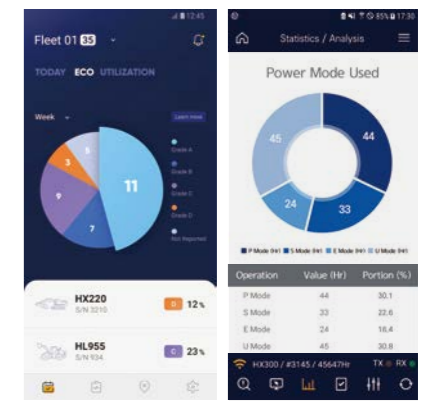 12:45
Fleet 01 35
TODAY ECO UTILIZATION
Week
Learn more
5
3
11
9
7
Grade A
Grade B
Grade C
Grade D
Not Reported
HX220
S/N 3210
D 12%
HL955
S/N 934
C 23%
85% 17:30
Statistics / Analysis
Power Mode Used
45
44
24
33
P Mode (Hr) S Mode (Hr) E Mode (Hr) U Mode (Hr)
Operation Value (Hr) Portion (%)
P Mode 44 30.1
S Mode 33 22.6
E Mode 24 16.4
U Mode 45 30.8
HX300 / #3145 / 45647Hr TX RX